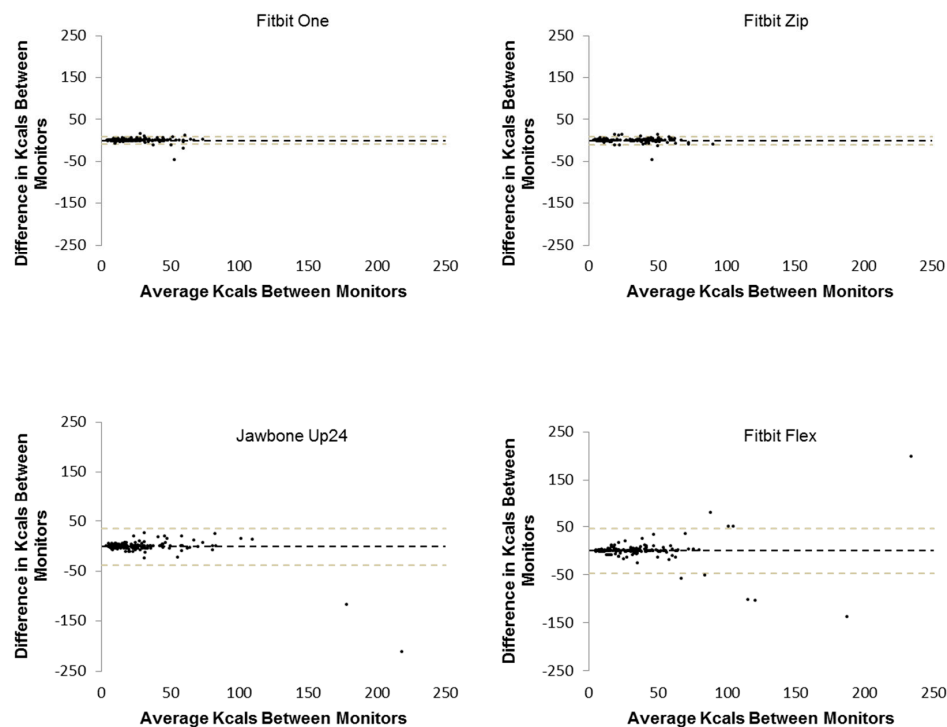 Fitbit One
250
150
50
-50
-150
-250
0 50 100 150 200 250
Difference in Kcals Between
Monitors
Average Kcals Between Monitors
Fitbit Zip
250
150
50
-50
-150
-250
0 50 100 150 200 250
Difference in Kcals Between
Monitors
Average Kcals Between Monitors
Jawbone Up24
250
150
50
-50
-150
-250
0 50 100 150 200 250
Difference in Kcals Between
Monitors
Average Kcals Between Monitors
Fitbit Flex
250
150
50
-50
-150
-250
0 50 100 150 200 250
Difference in Kcals Between
Monitors
Average Kcals Between Monitors